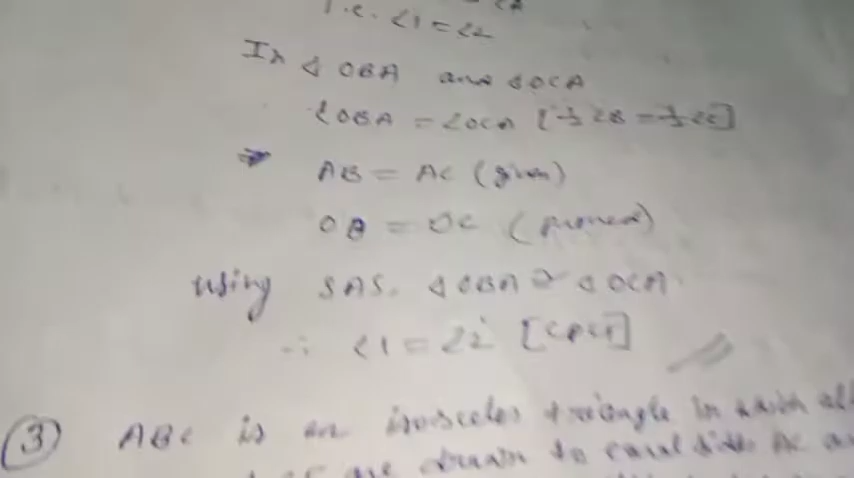 i.e. ∠1 = ∠2
In △ OBA and △ OCA
∠OBA = ∠OCA [½ ∠B = ½ ∠C]
⇒ AB = AC (given)
OB = OC (proved)
using SAS. △ OBA ≅ △ OCA.
∴ ∠1 = ∠2 [CPCT]
(3) ABC is an isosceles triangle in which
are drawn to equal sides AC